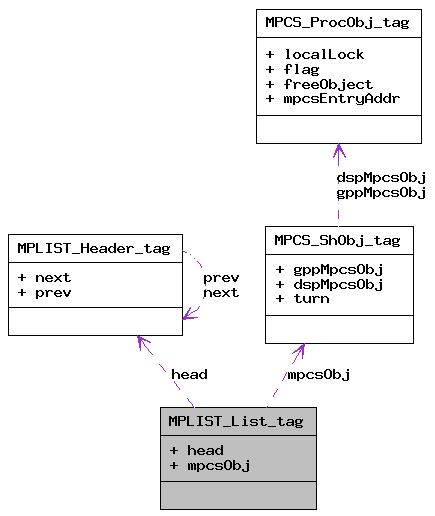 MPCS_ProcObj_tag
+ localLock
+ flag
+ freeObject
+ mpcsEntryAddr
dspMpcsObj
gppMpcsObj
MPLIST_Header_tag
+ next
+ prev
prev
next
MPCS_ShObj_tag
+ gppMpcsObj
+ dspMpcsObj
+ turn
head
mpcsObj
MPLIST_List_tag
+ head
+ mpcsObj